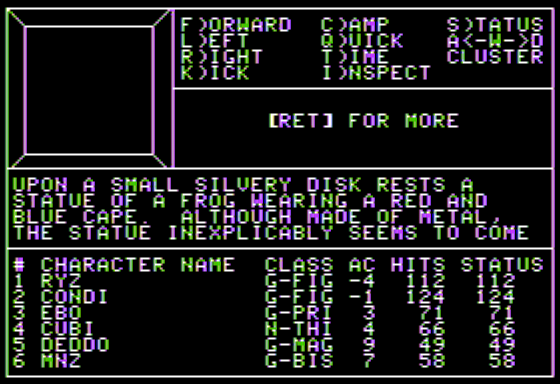 F)ORWARD C)AMP S)TATUS
L)EFT Q)UICK A<-W->D
R)IGHT T)IME CLUSTER
K)ICK I)NSPECT
[RET] FOR MORE
UPON A SMALL SILVERY DISK RESTS A
STATUE OF A FROG WEARING A RED AND
BLUE CAPE. ALTHOUGH MADE OF METAL,
THE STATUE INEXPLICABLY SEEMS TO COME
# CHARACTER NAME CLASS AC HITS STATUS
1 RYZ G-FIG -4 112 112
2 CONDI G-FIG -1 124 124
3 EBO G-PRI 3 71 71
4 CUBI N-THI 4 66 66
5 DEDDO G-MAG 9 49 49
6 MNZ G-BIS 7 58 58